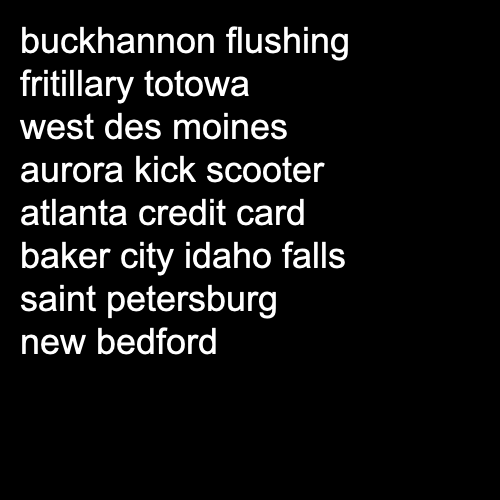 buckhannon flushing
fritillary totowa
west des moines
aurora kick scooter
atlanta credit card
baker city idaho falls
saint petersburg
new bedford